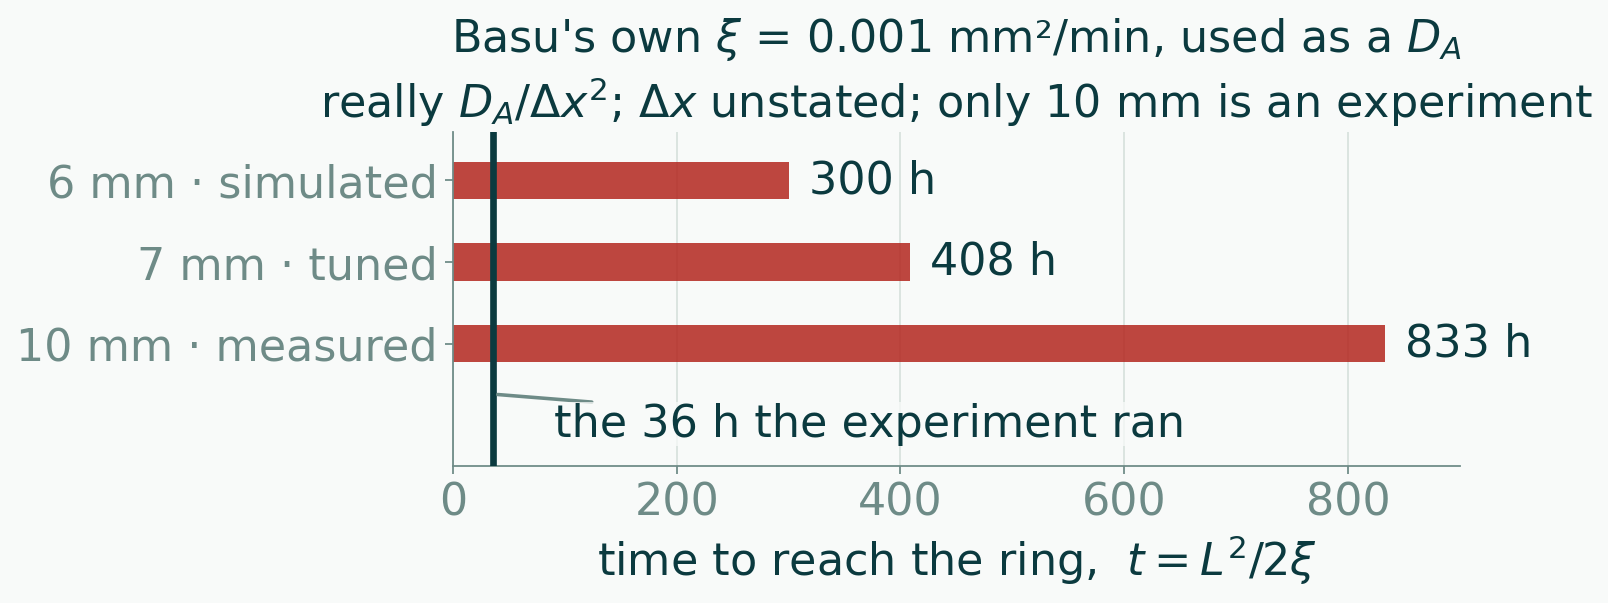 Basu's own ξ = 0.001 mm²/min, used as a D_A
really D_A/Δx²; Δx unstated; only 10 mm is an experiment
6 mm · simulated
300 h
7 mm · tuned
408 h
10 mm · measured
833 h
the 36 h the experiment ran
0 200 400 600 800
time to reach the ring, t = L²/2ξ